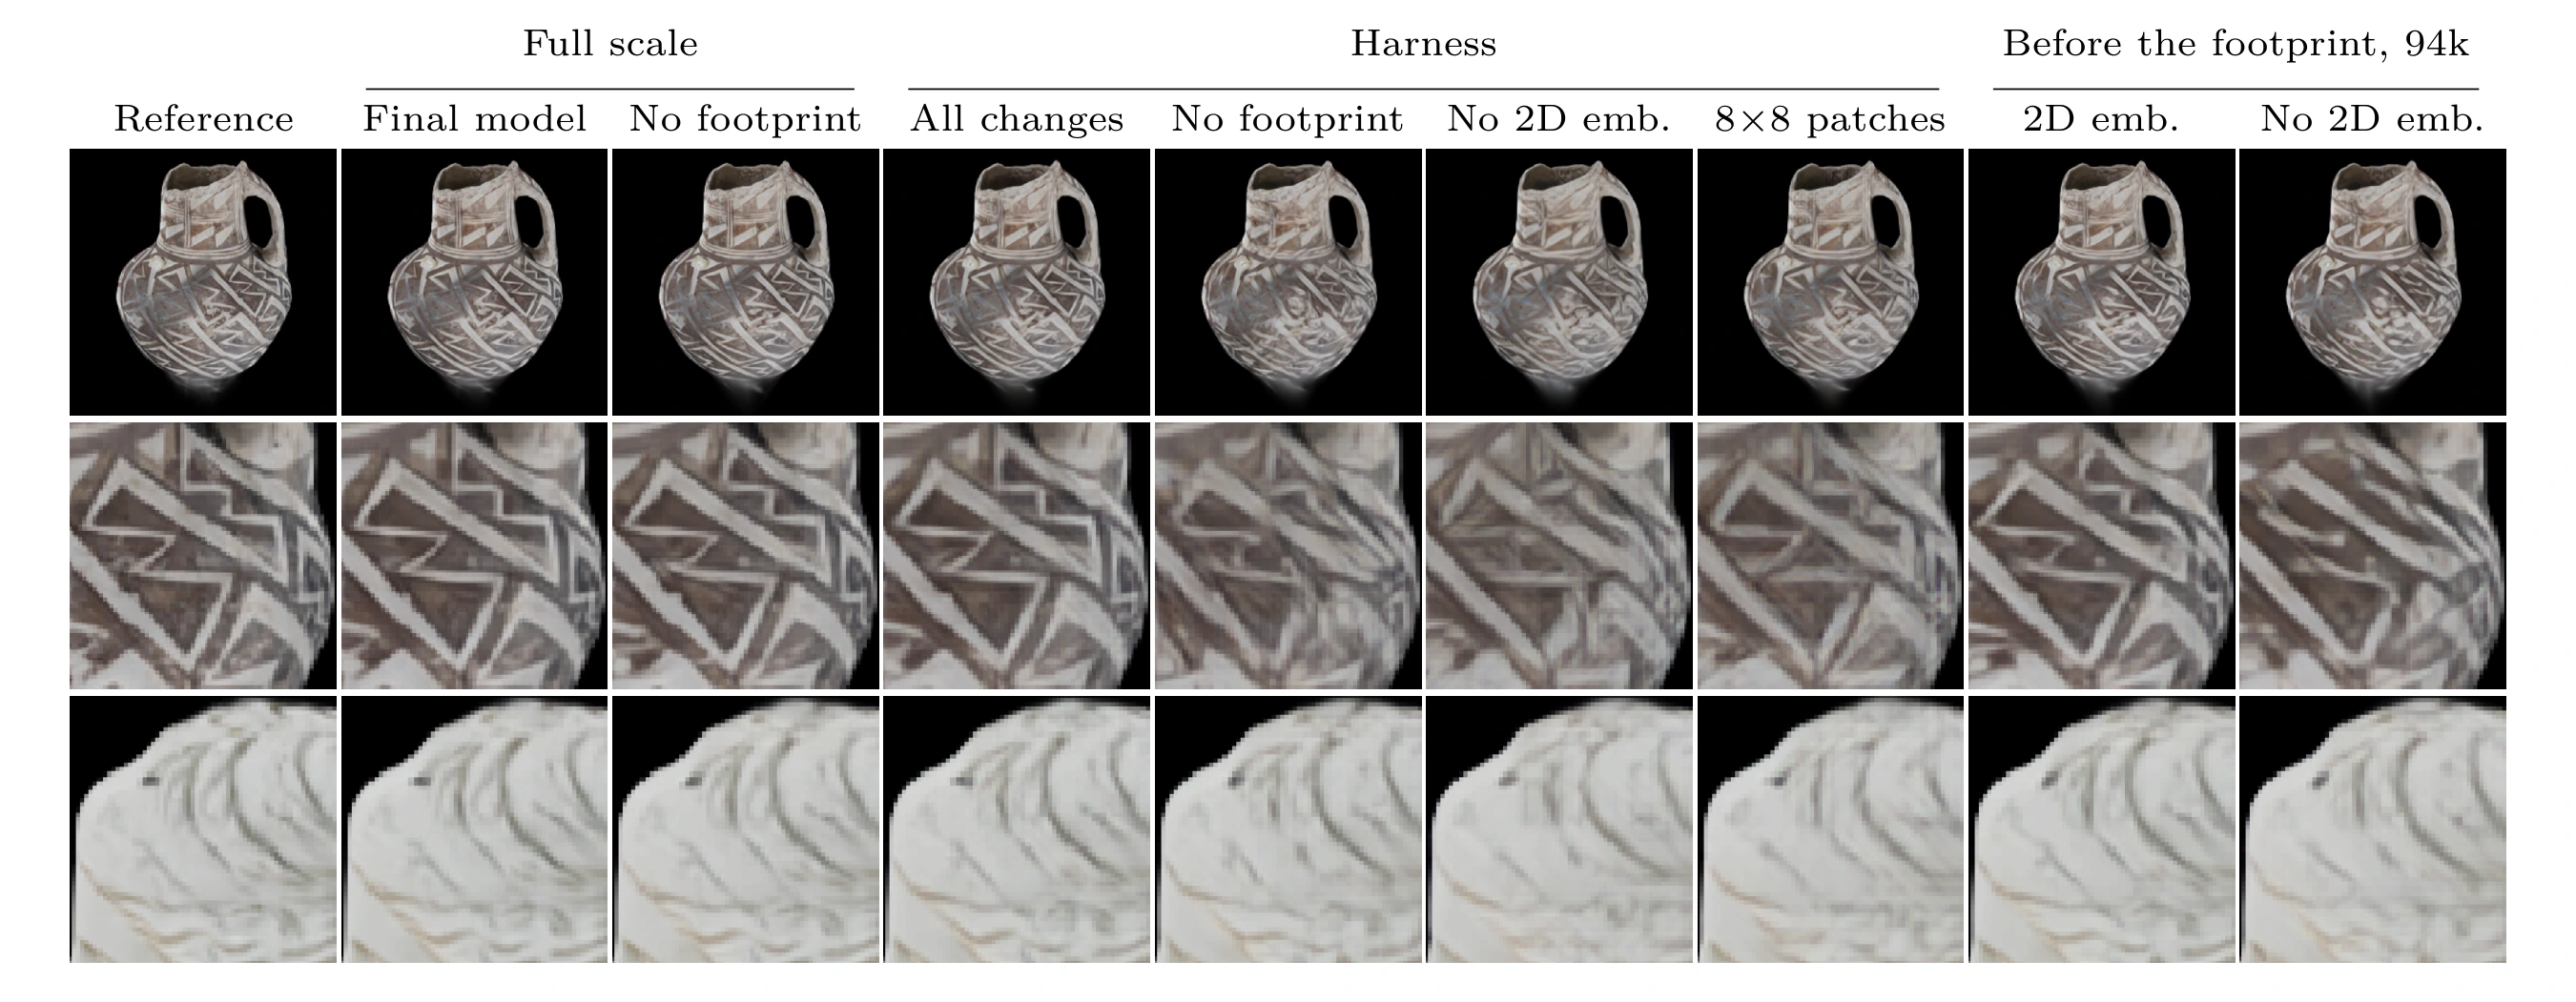 Full scale Harness Before the footprint, 94k
Reference Final model No footprint All changes No footprint No 2D emb. 8×8 patches 2D emb. No 2D emb.